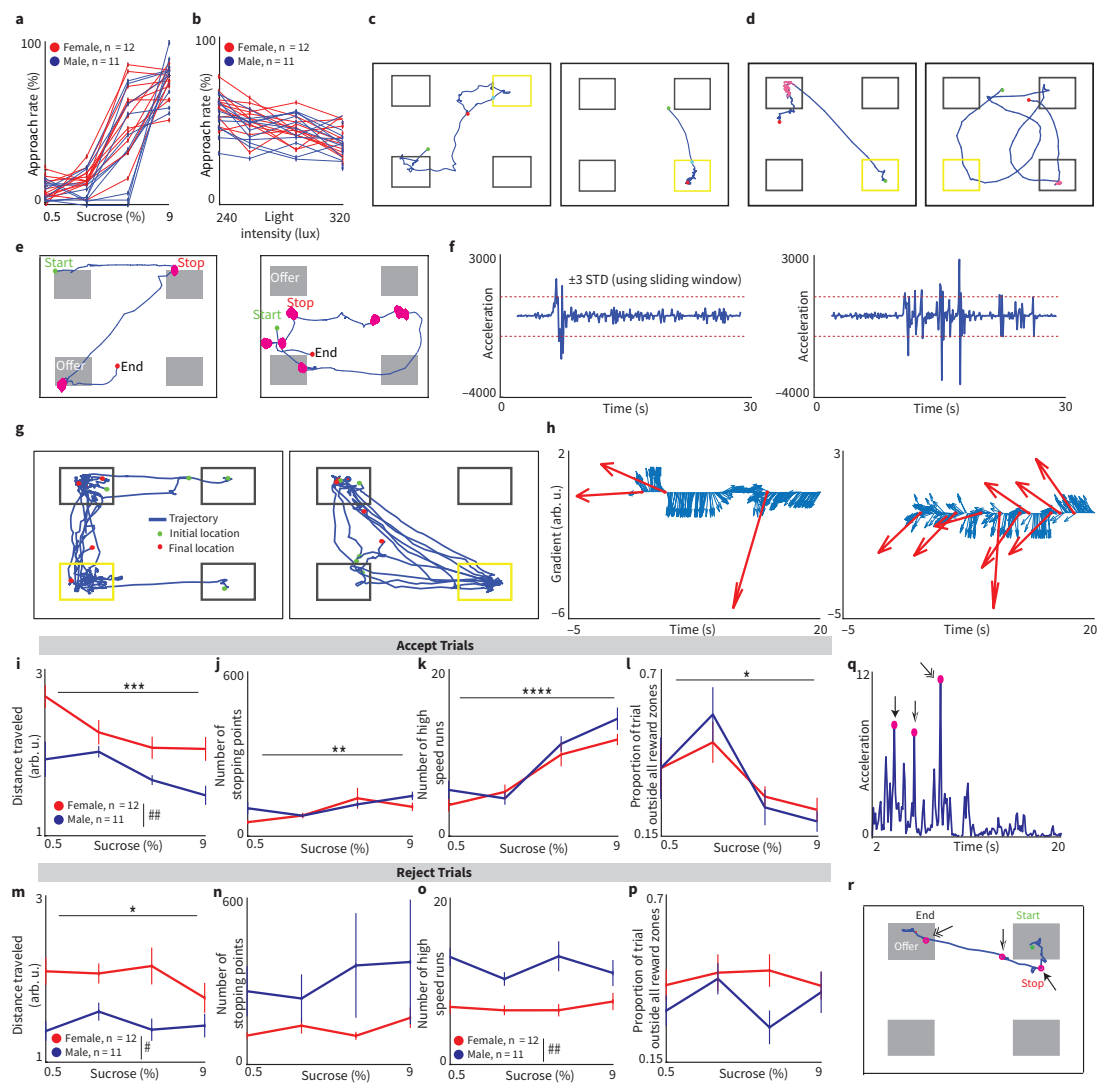 a
100
Female, n = 12
Male, n = 11
Approach rate (%)
0
0.5 Sucrose (%) 9
b
100
Female, n = 12
Male, n = 11
Approach rate (%)
0
240 Light 320
intensity (lux)
c
d
e
Start
Stop
Offer
End
Offer
Stop
Start
End
f
3000
±3 STD (using sliding window)
Acceleration
−4000
0 Time (s) 30
3000
Acceleration
−4000
0 Time (s) 30
g
Trajectory
Initial location
Final location
h
2
Gradient (arb. u.)
−6
−5 Time (s) 20
3
−5
−5 Time (s) 20
Accept Trials
i
3
***
Distance traveled
(arb. u.)
Female, n = 12
Male, n = 11
##
1
0.5 Sucrose (%) 9
j
600
**
Number of
stopping points
0
0.5 Sucrose (%) 9
k
20
****
Number of high
speed runs
0
0.5 Sucrose (%) 9
l
0.7
*
Proportion of trial
outside all reward zones
0.15
0.5 Sucrose (%) 9
q
12
Acceleration
0
2 Time (s) 20
Reject Trials
m
3
*
Distance traveled
(arb. u.)
Female, n = 12
Male, n = 11
#
1
0.5 Sucrose (%) 9
n
600
Number of
stopping points
0
0.5 Sucrose (%) 9
o
20
Number of high
speed runs
Female, n = 12
Male, n = 11
##
0
0.5 Sucrose (%) 9
p
0.7
Proportion of trial
outside all reward zones
0.15
0.5 Sucrose (%) 9
r
End
Start
Offer
Stop